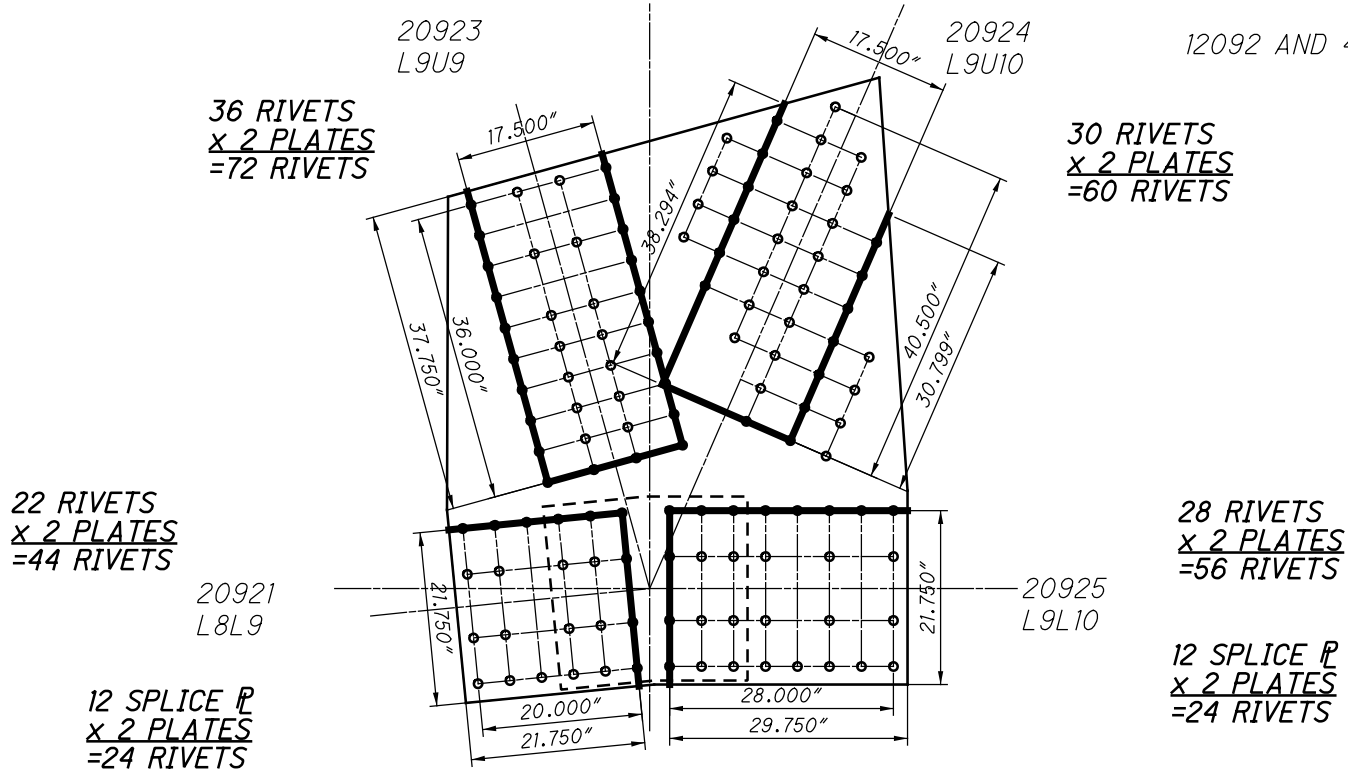 20923
L9U9
20924
L9U10
12092 AND
36 RIVETS
x 2 PLATES
=72 RIVETS
17.500″
17.500″
30 RIVETS
x 2 PLATES
=60 RIVETS
38.294″
37.750″
36.000″
40.500″
30.799″
22 RIVETS
x 2 PLATES
=44 RIVETS
28 RIVETS
x 2 PLATES
=56 RIVETS
20921
L8L9
21.750″
21.750″
20925
L9L10
12 SPLICE ℄
x 2 PLATES
=24 RIVETS
12 SPLICE ℄
x 2 PLATES
=24 RIVETS
20.000″
21.750″
28.000″
29.750″